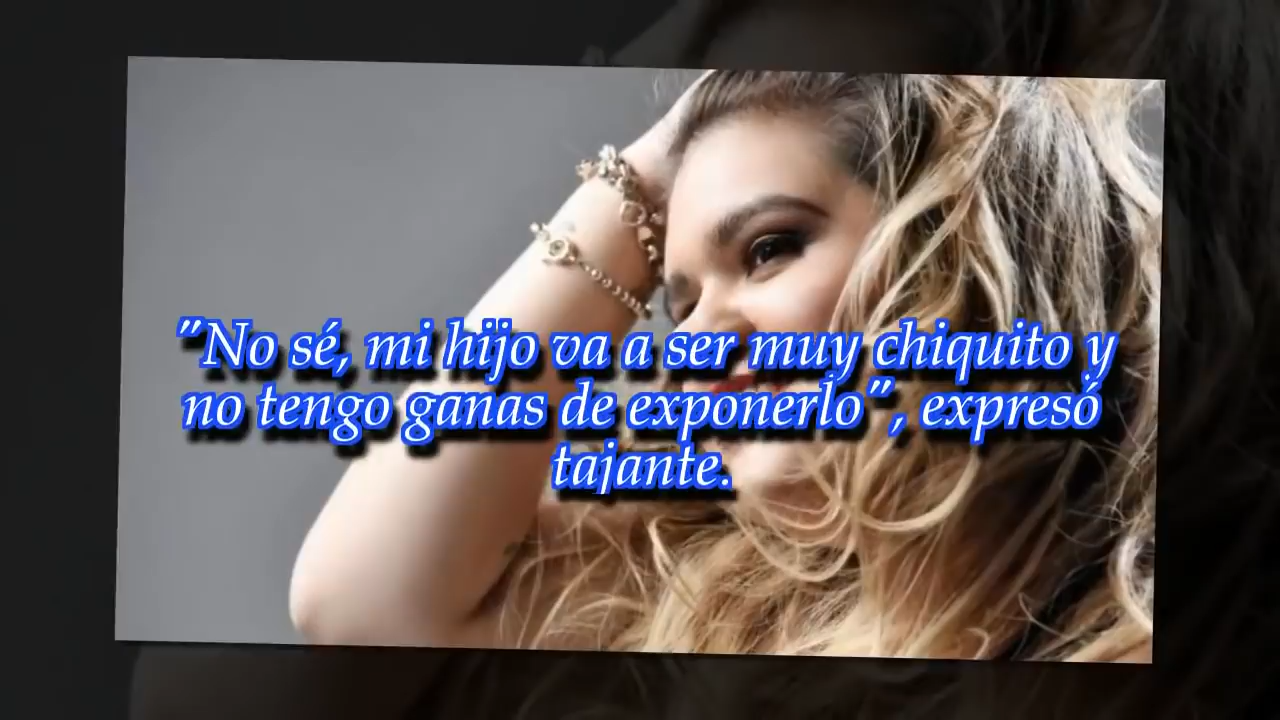 "No sé, mi hijo va a ser muy chiquito y
no tengo ganas de exponerlo", expresó
tajante.